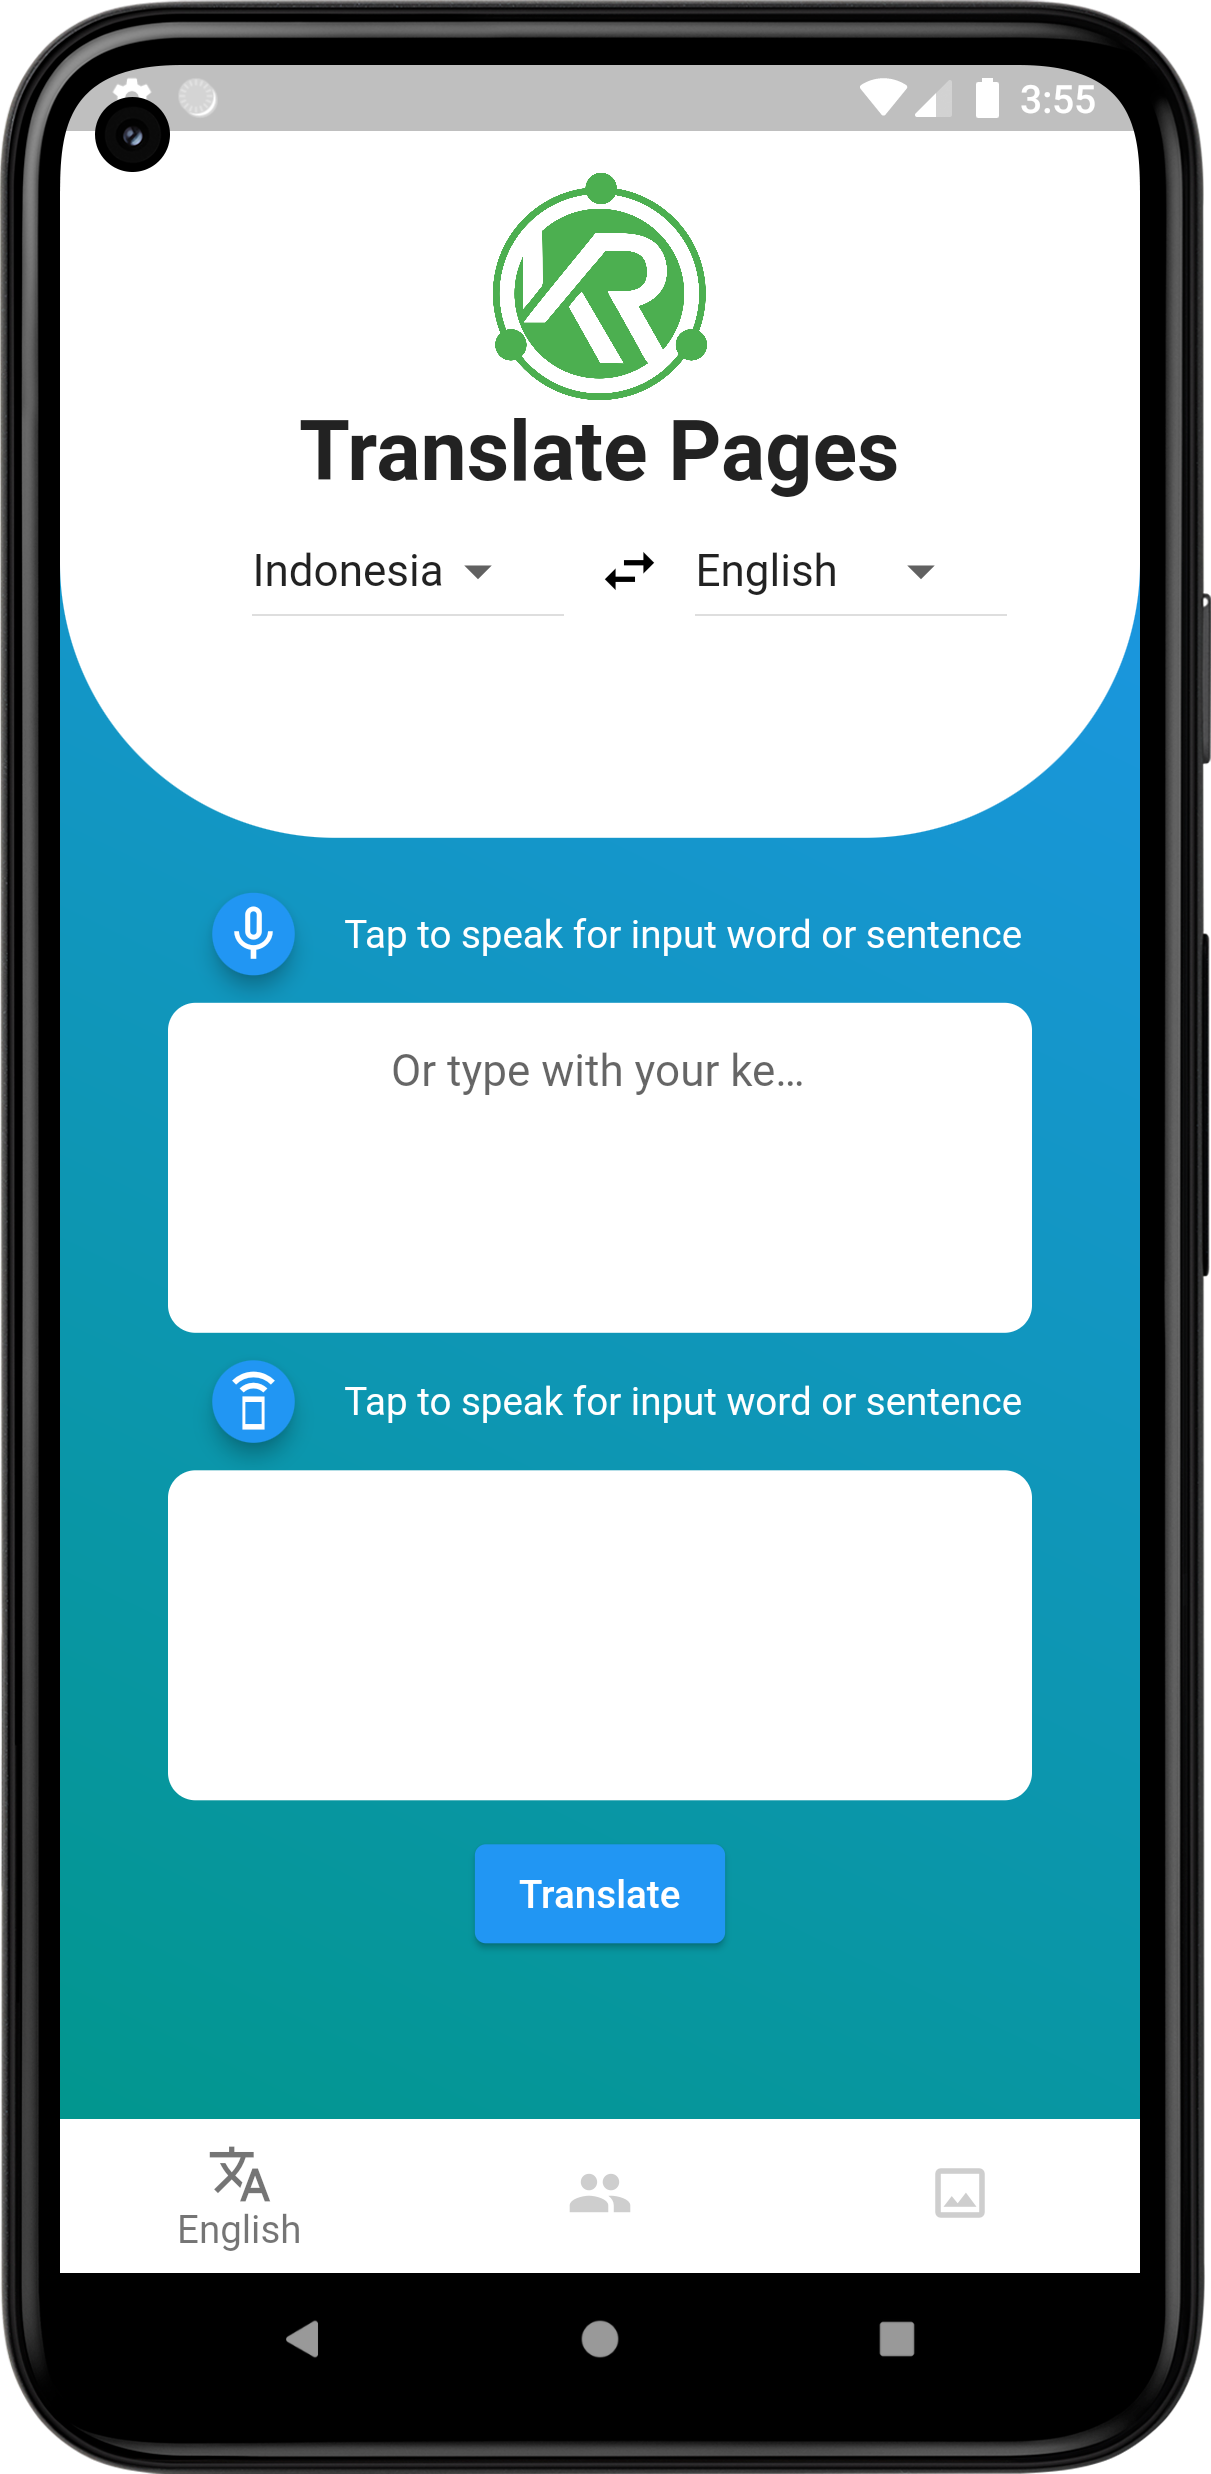 3:55
KR
Translate Pages
Indonesia English
Tap to speak for input word or sentence
Or type with your ke...
Tap to speak for input word or sentence
Translate
English